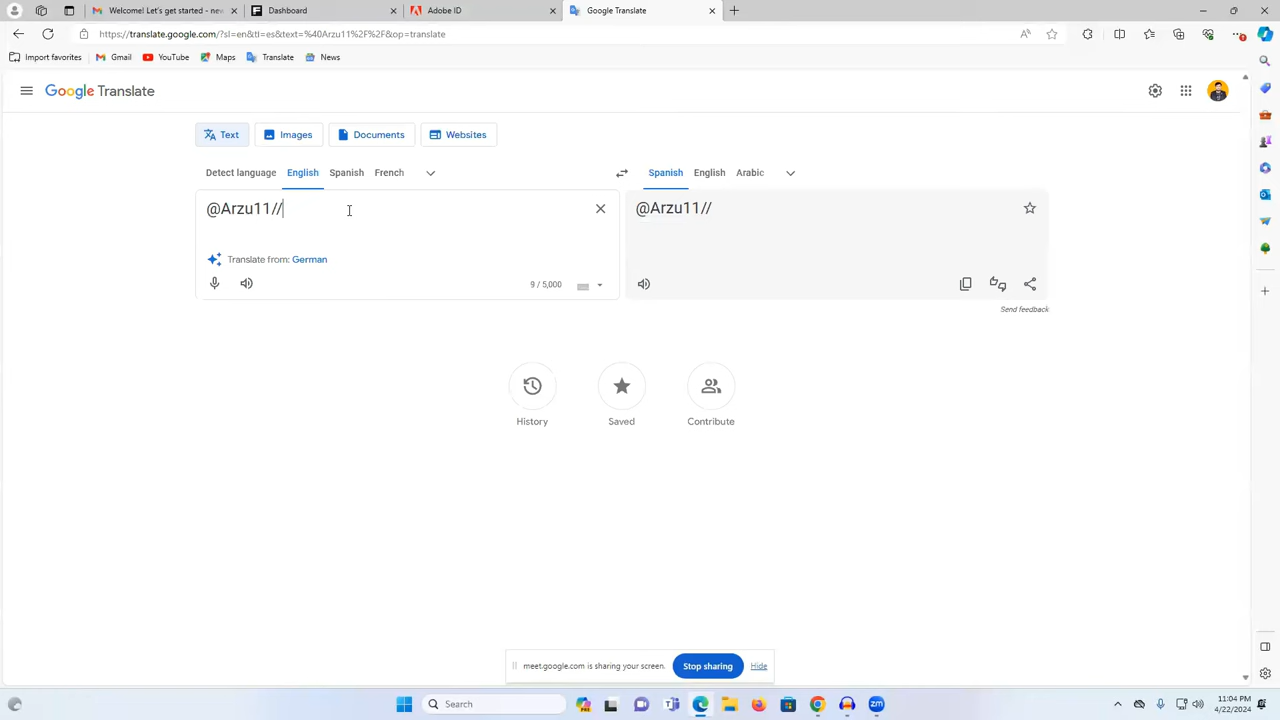 Welcome! Let's get started - new
Dashboard
Adobe ID
Google Translate
https://translate.google.com/?sl=en&tl=es&text=%40Arzu11%2F%2F&op=translate
Import favorites
Gmail
YouTube
Maps
Translate
News
Google Translate
Text
Images
Documents
Websites
Detect language
English
Spanish
French
Spanish
English
Arabic
@Arzu11//
@Arzu11//
Translate from: German
9 / 5,000
Send feedback
History
Saved
Contribute
meet.google.com is sharing your screen.
Stop sharing
Hide
Search
11:04 PM
4/22/2024